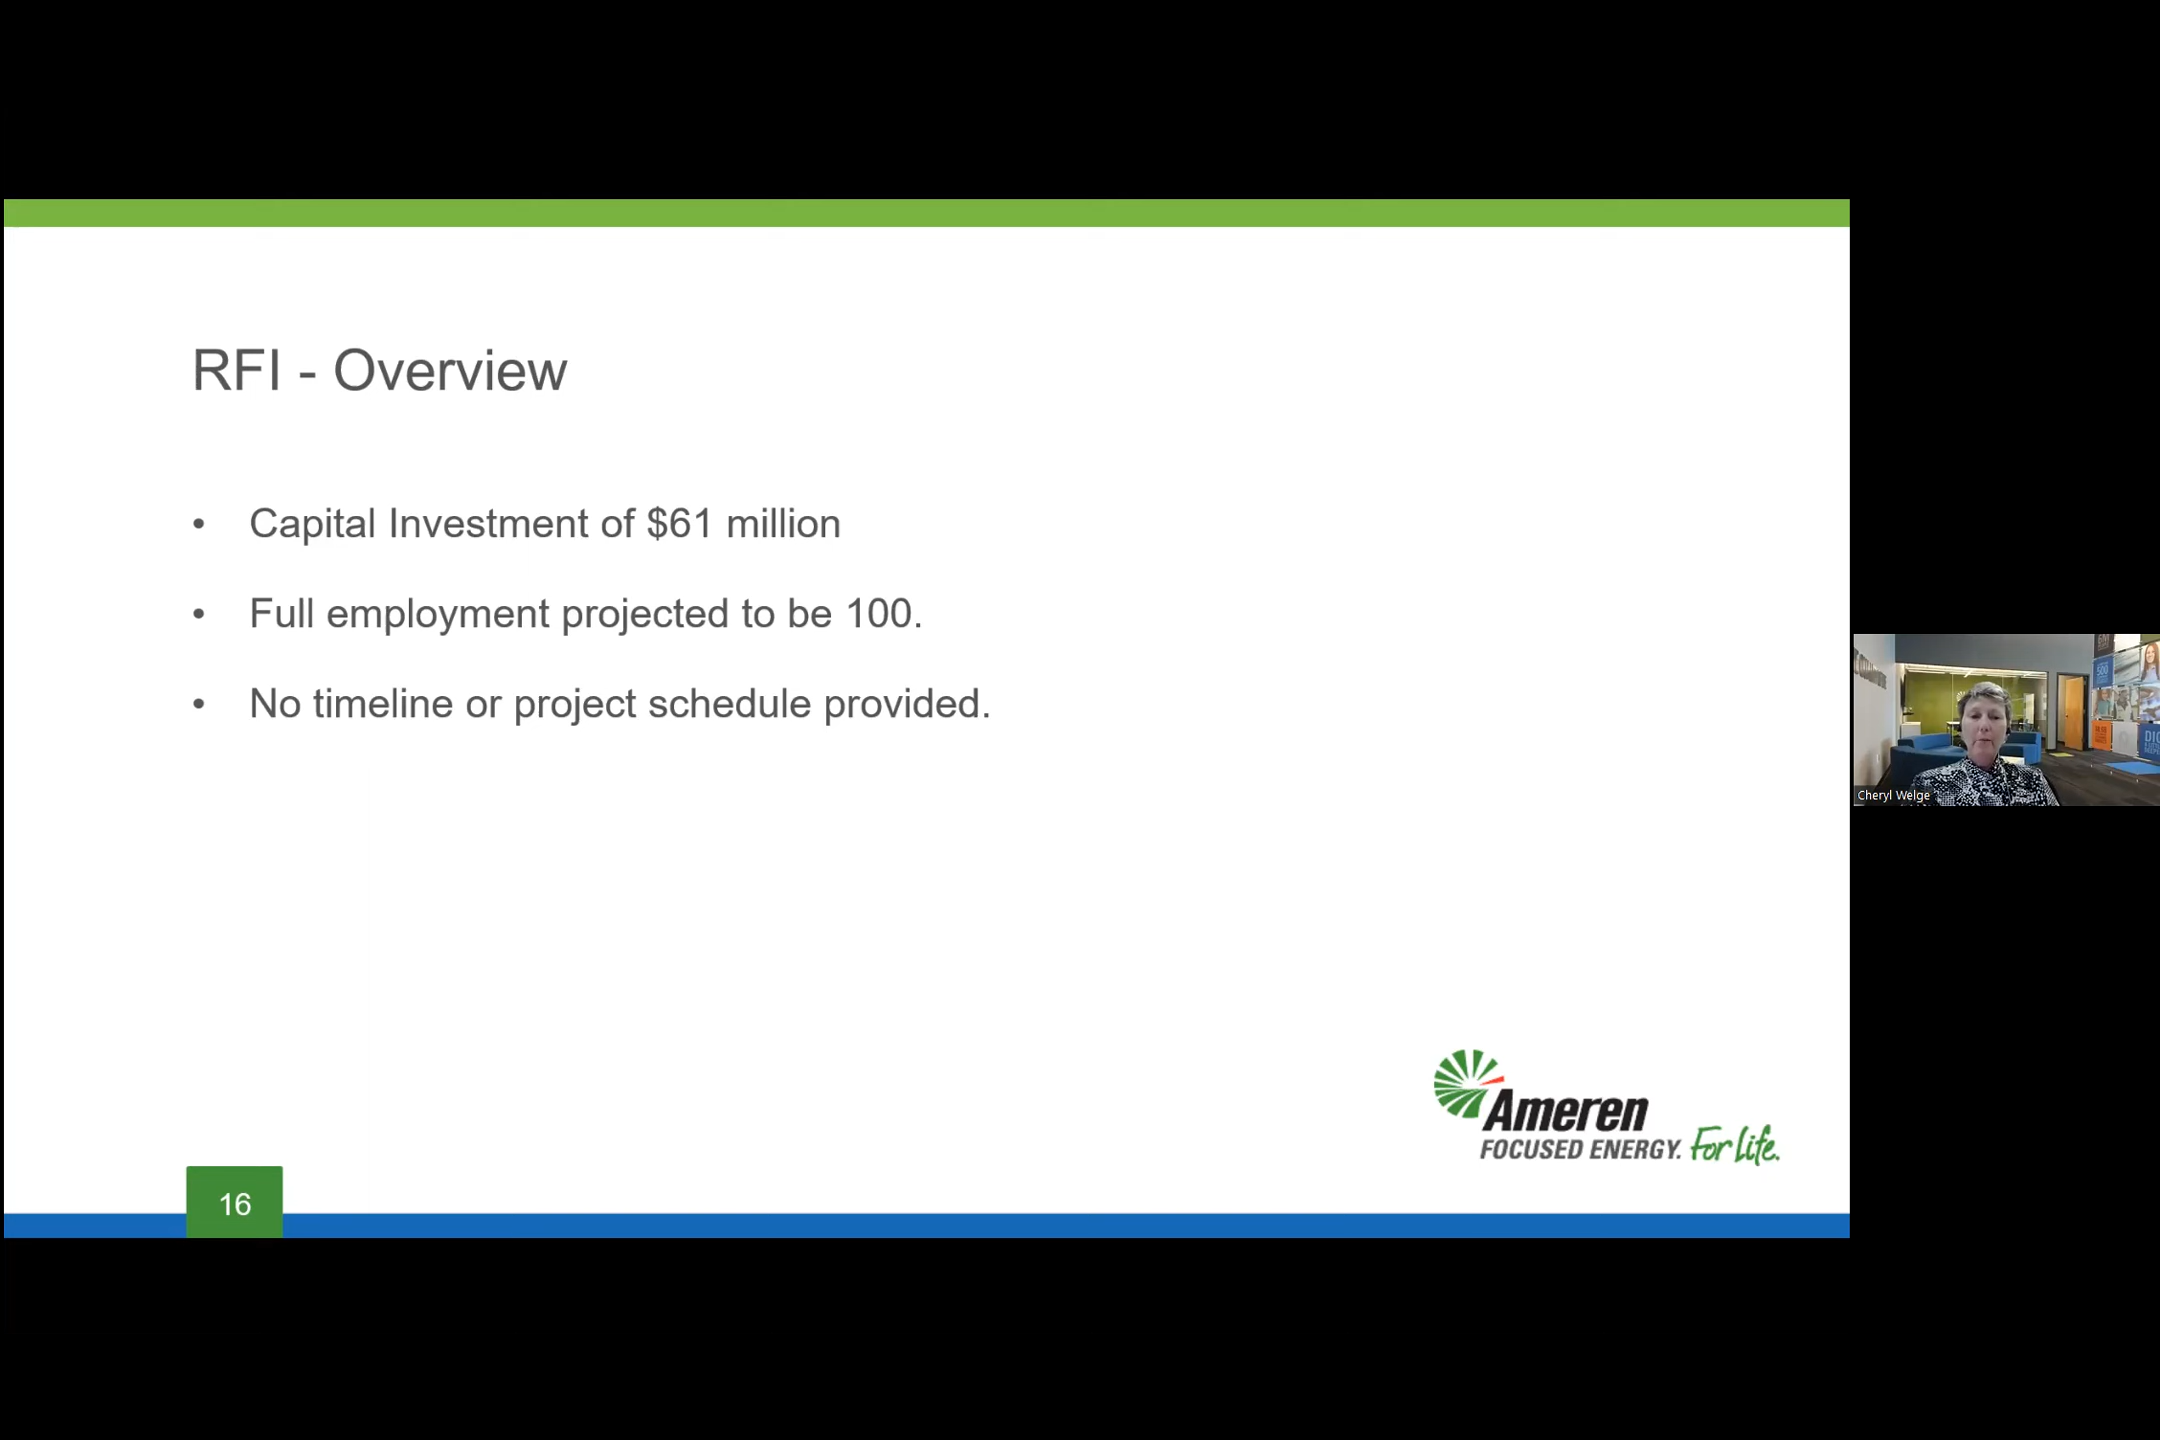 RFI - Overview
• Capital Investment of $61 million
• Full employment projected to be 100.
• No timeline or project schedule provided.
Ameren
FOCUSED ENERGY. For Life.
16
Cheryl Welge